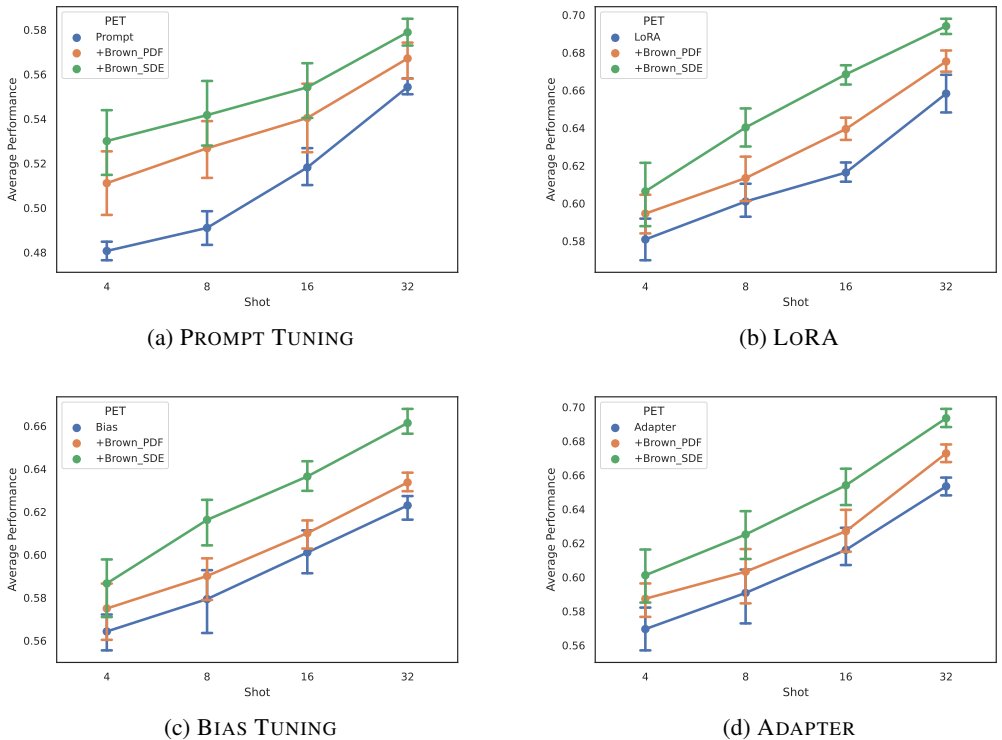 PET
Prompt
+Brown_PDF
+Brown_SDE
Average Performance
0.58
0.56
0.54
0.52
0.50
0.48
4 8 16 32
Shot
(a) PROMPT TUNING
PET
LoRA
+Brown_PDF
+Brown_SDE
Average Performance
0.70
0.68
0.66
0.64
0.62
0.60
0.58
4 8 16 32
Shot
(b) LORA
PET
Bias
+Brown_PDF
+Brown_SDE
Average Performance
0.66
0.64
0.62
0.60
0.58
0.56
4 8 16 32
Shot
(c) BIAS TUNING
PET
Adapter
+Brown_PDF
+Brown_SDE
Average Performance
0.70
0.68
0.66
0.64
0.62
0.60
0.58
0.56
4 8 16 32
Shot
(d) ADAPTER